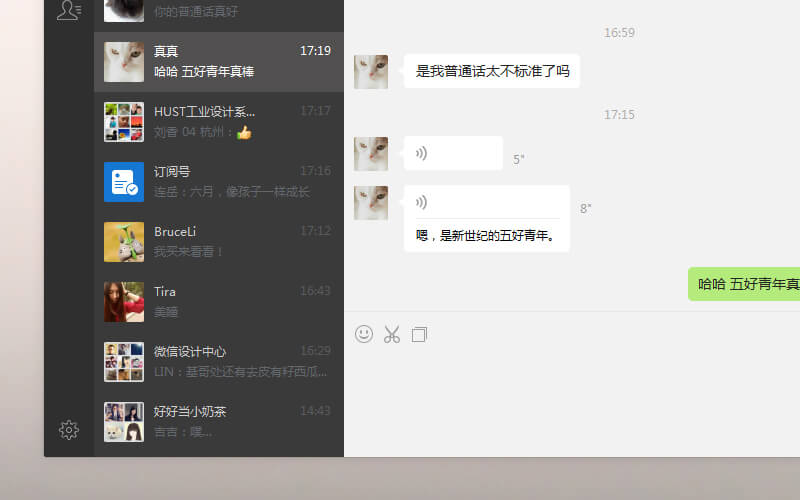 你的普通话真好
真真 17:19
哈哈 五好青年真棒
HUST工业设计系... 17:17
刘香 04 杭州：👍
订阅号 17:16
连岳：六月，像孩子一样成长
BruceLi 17:12
我买来看看！
Tira 16:43
美瞳
微信设计中心 16:29
LIN：基哥处还有去皮有籽西瓜...
好好当小奶茶 14:43
吉吉：噗...
16:59
是我普通话太不标准了吗
17:15
5"
8"
嗯，是新世纪的五好青年。
哈哈 五好青年真